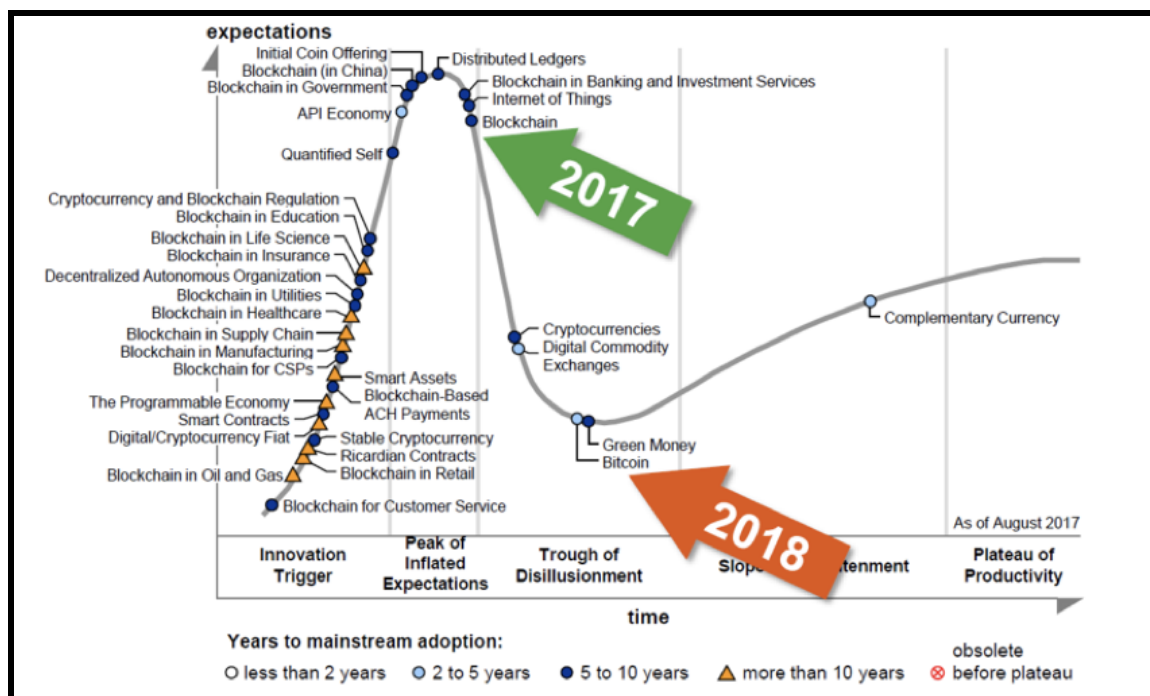 expectations
Initial Coin Offering
Blockchain (in China)
Blockchain in Government
API Economy
Quantified Self
Distributed Ledgers
Blockchain in Banking and Investment Services
Internet of Things
Blockchain
2017
Cryptocurrency and Blockchain Regulation
Blockchain in Education
Blockchain in Life Science
Blockchain in Insurance
Decentralized Autonomous Organization
Blockchain in Utilities
Blockchain in Healthcare
Blockchain in Supply Chain
Blockchain in Manufacturing
Blockchain for CSPs
Smart Assets
Blockchain-Based
ACH Payments
The Programmable Economy
Smart Contracts
Digital/Cryptocurrency Fiat
Stable Cryptocurrency
Ricardian Contracts
Blockchain in Retail
Blockchain in Oil and Gas
Blockchain for Customer Service
Cryptocurrencies
Digital Commodity
Exchanges
Green Money
Bitcoin
Complementary Currency
2018
As of August 2017
Innovation
Trigger
Peak of
Inflated
Expectations
Trough of
Disillusionment
Plateau of
Productivity
time
Years to mainstream adoption:
less than 2 years
2 to 5 years
5 to 10 years
more than 10 years
obsolete
before plateau